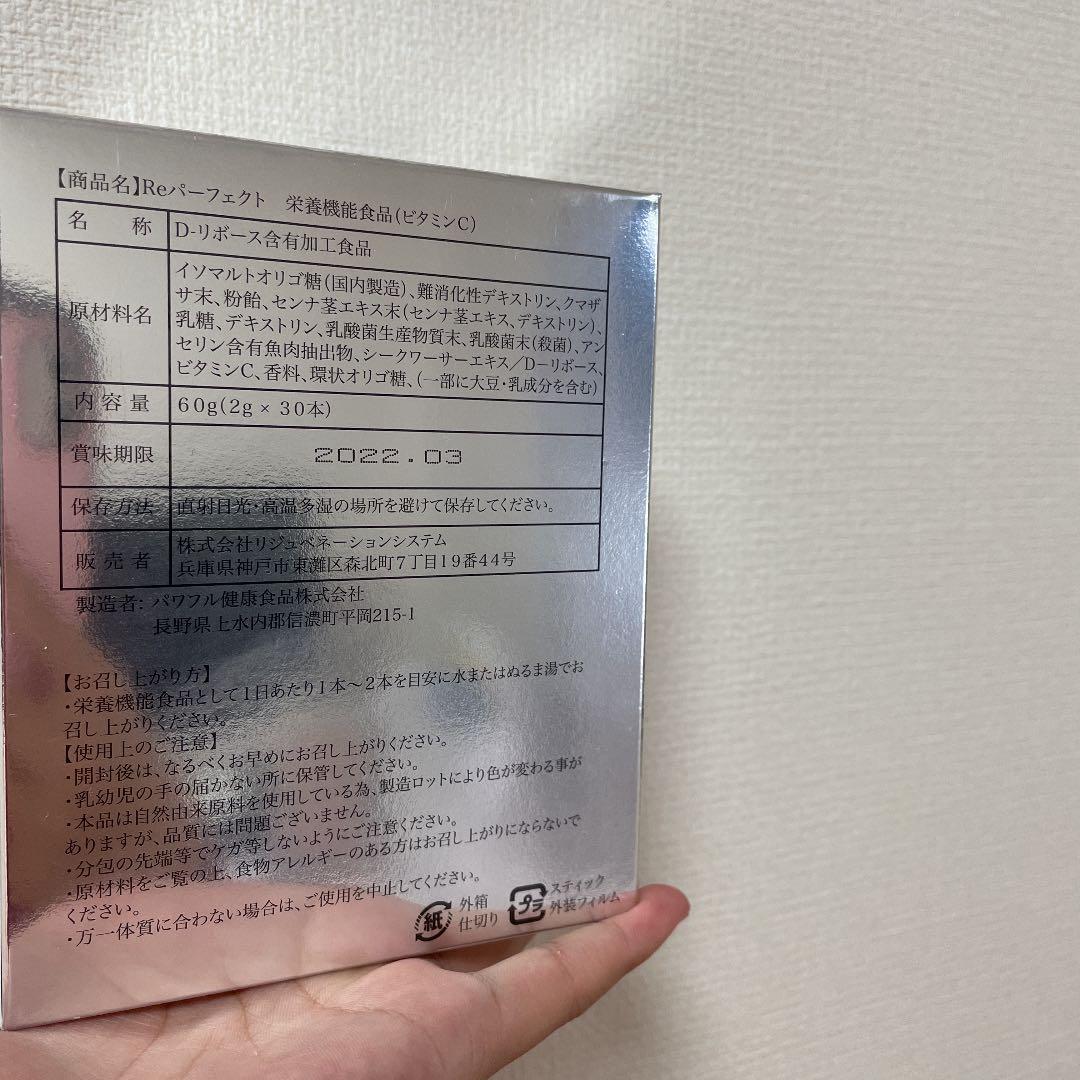 【商品名】Reパーフェクト　栄養機能食品(ビタミンC)
名　称　D-リボース含有加工食品
原材料名　イソマルトオリゴ糖(国内製造)、難消化性デキストリン、クマザ
サ末、粉飴、センナ茎エキス末(センナ茎エキス、デキストリン)、
乳糖、デキストリン、乳酸菌生産物質末、乳酸菌末(殺菌)、アン
セリン含有魚肉抽出物、シークワーサーエキス/D-リボース、
ビタミンC、香料、環状オリゴ糖、(一部に大豆・乳成分を含む)
内容量　60g(2g × 30本)
賞味期限　2022.03
保存方法　直射日光・高温多湿の場所を避けて保存してください。
販売者　株式会社リジュベネーションシステム
兵庫県神戸市東灘区森北町7丁目19番44号
製造者: パワフル健康食品株式会社
長野県上水内郡信濃町平岡215-1
【お召し上がり方】
・栄養機能食品として1日あたり1本〜2本を目安に水またはぬるま湯でお
召し上がりください。
【使用上のご注意】
・開封後は、なるべくお早めにお召し上がりください。
・乳幼児の手の届かない所に保管してください。
・本品は自然由来原料を使用している為、製造ロットにより色が変わる事が
ありますが、品質には問題ございません。
・分包の先端等でケガ等しないようにご注意ください。
・原材料をご覧の上、食物アレルギーのある方はお召し上がりにならないで
ください。
・万一体質に合わない場合は、ご使用を中止してください。
紙 外箱
仕切り
プラ スティック
外装フィルム